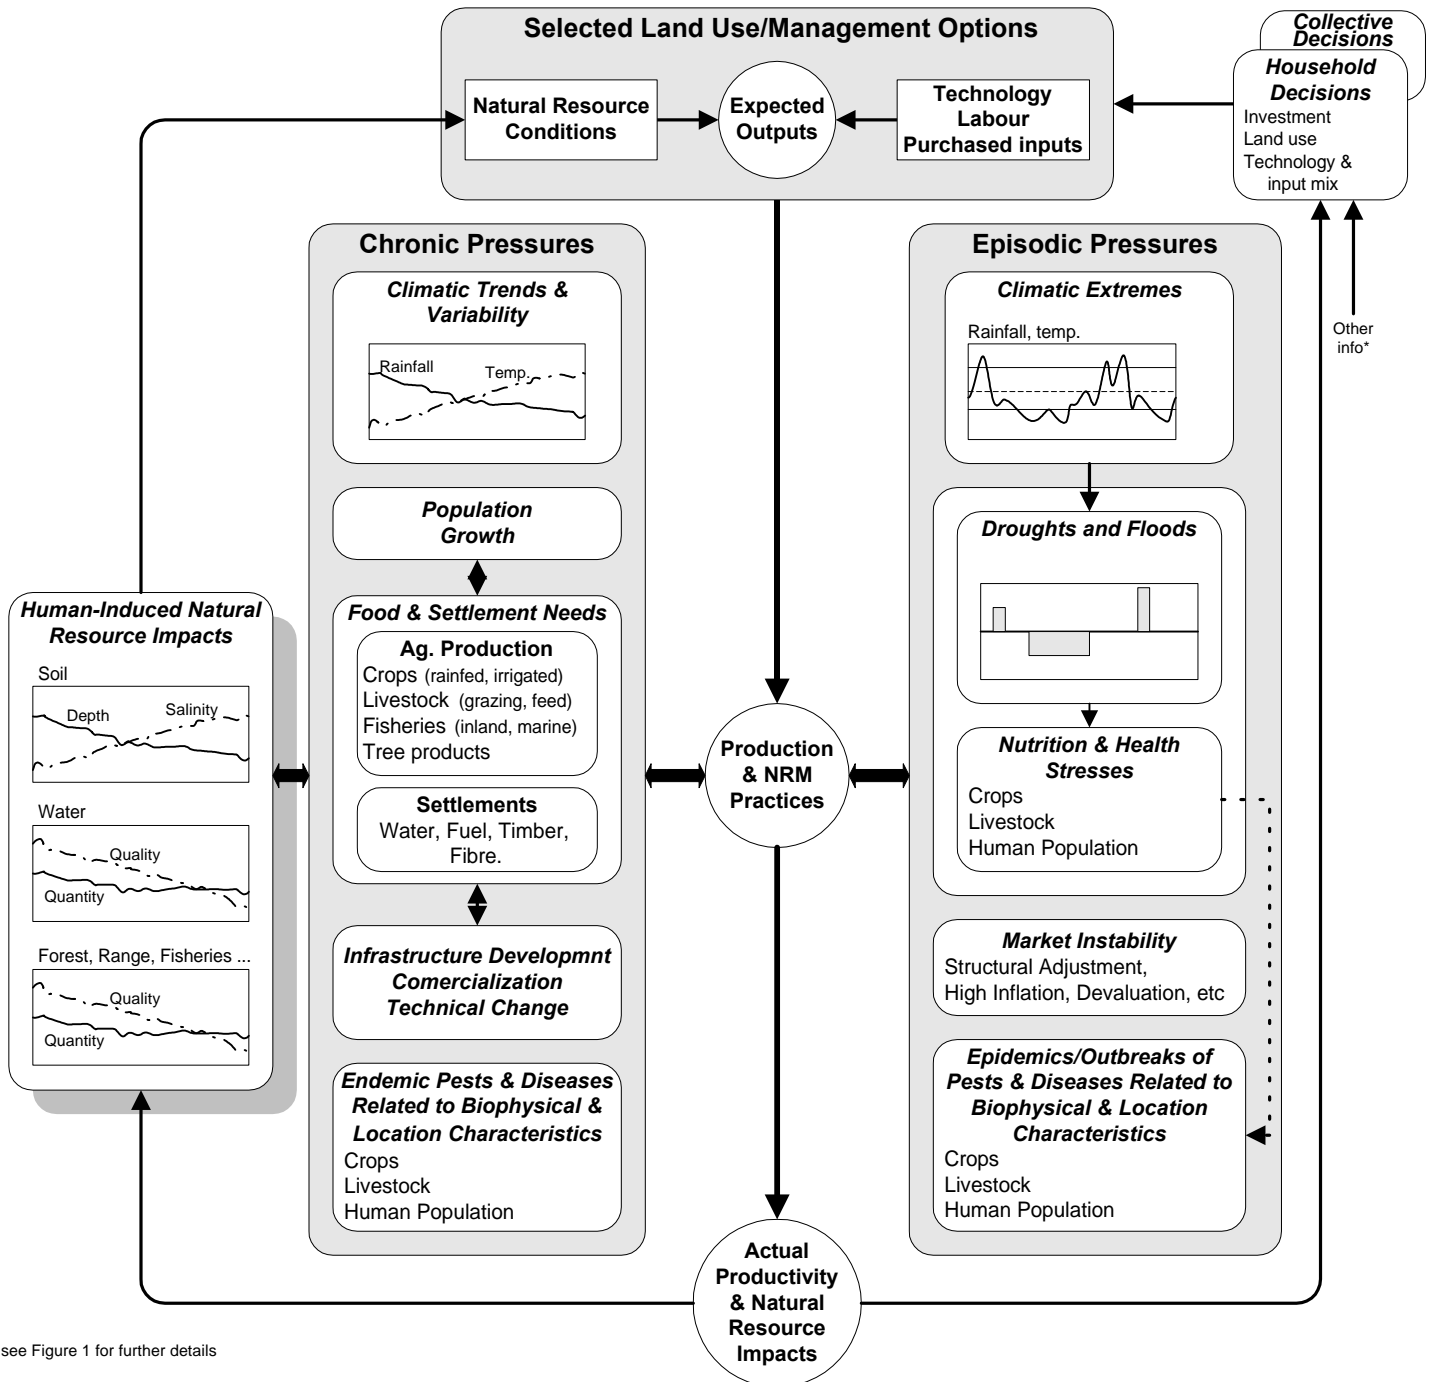 Selected Land Use/Management Options
Natural Resource
Conditions
Expected
Outputs
Technology
Labour
Purchased inputs
Collective
Decisions
Household
Decisions
Investment
Land use
Technology &
input mix
Other
info*
Chronic Pressures
Climatic Trends &
Variability
Rainfall
Temp.
Population
Growth
Food & Settlement Needs
Ag. Production
Crops (rainfed, irrigated)
Livestock (grazing, feed)
Fisheries (inland, marine)
Tree products
Settlements
Water, Fuel, Timber,
Fibre.
Infrastructure Developmnt
Comercialization
Technical Change
Endemic Pests & Diseases
Related to Biophysical &
Location Characteristics
Crops
Livestock
Human Population
Episodic Pressures
Climatic Extremes
Rainfall, temp.
Droughts and Floods
Nutrition & Health
Stresses
Crops
Livestock
Human Population
Market Instability
Structural Adjustment,
High Inflation, Devaluation, etc
Epidemics/Outbreaks of
Pests & Diseases Related to
Biophysical & Location
Characteristics
Crops
Livestock
Human Population
Human-Induced Natural
Resource Impacts
Soil
Depth
Salinity
Water
Quality
Quantity
Forest, Range, Fisheries ...
Quality
Quantity
Production
& NRM
Practices
Actual
Productivity
& Natural
Resource
Impacts
see Figure 1 for further details